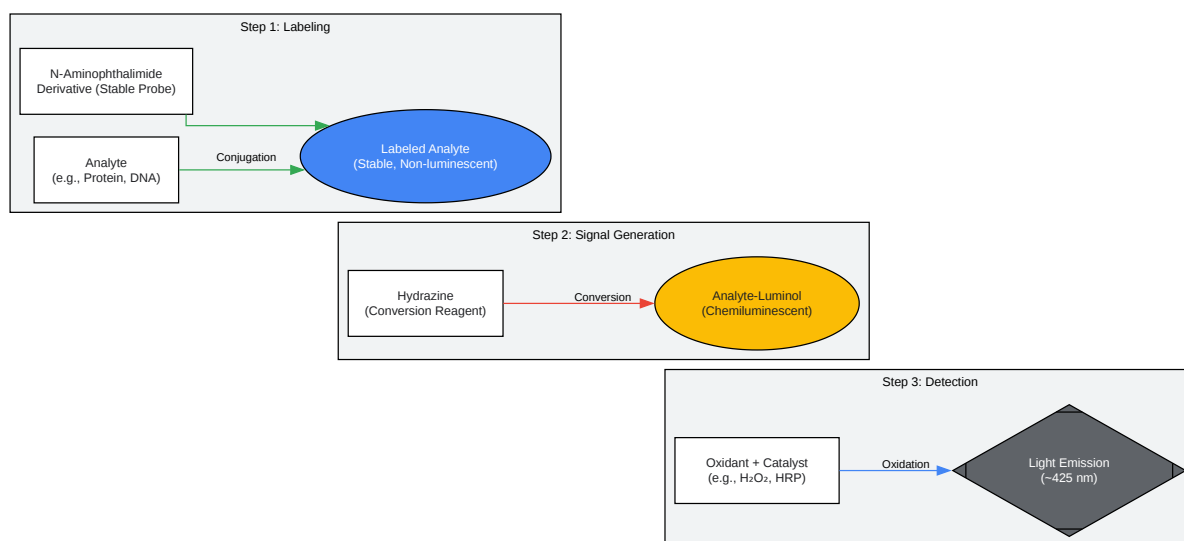 Step 1: Labeling
N-Aminophthalimide
Derivative (Stable Probe)
Analyte
(e.g., Protein, DNA)
Conjugation
Labeled Analyte
(Stable, Non-luminescent)
Step 2: Signal Generation
Hydrazine
(Conversion Reagent)
Conversion
Analyte-Luminol
(Chemiluminescent)
Step 3: Detection
Oxidant + Catalyst
(e.g., H₂O₂, HRP)
Oxidation
Light Emission
(~425 nm)